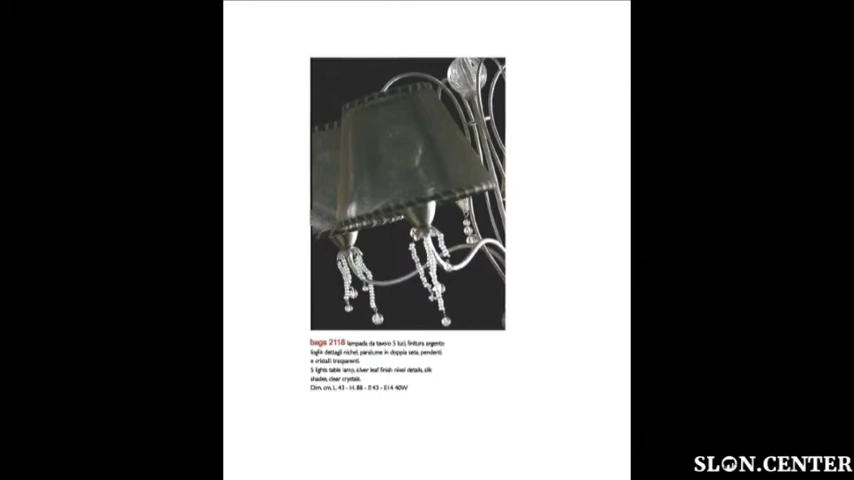 baga 2118 lampada da tavolo 5 luci, finitura argento
foglia dettagli nichel, paralume in doppia seta, pendenti
e cristalli trasparenti.
5 lights table lamp, silver leaf finish nikel details, silk
shades, clear crystals.
Dim. cm. L. 43 - H. 88 - P. 43 - E14 40W
SLON.CENTER